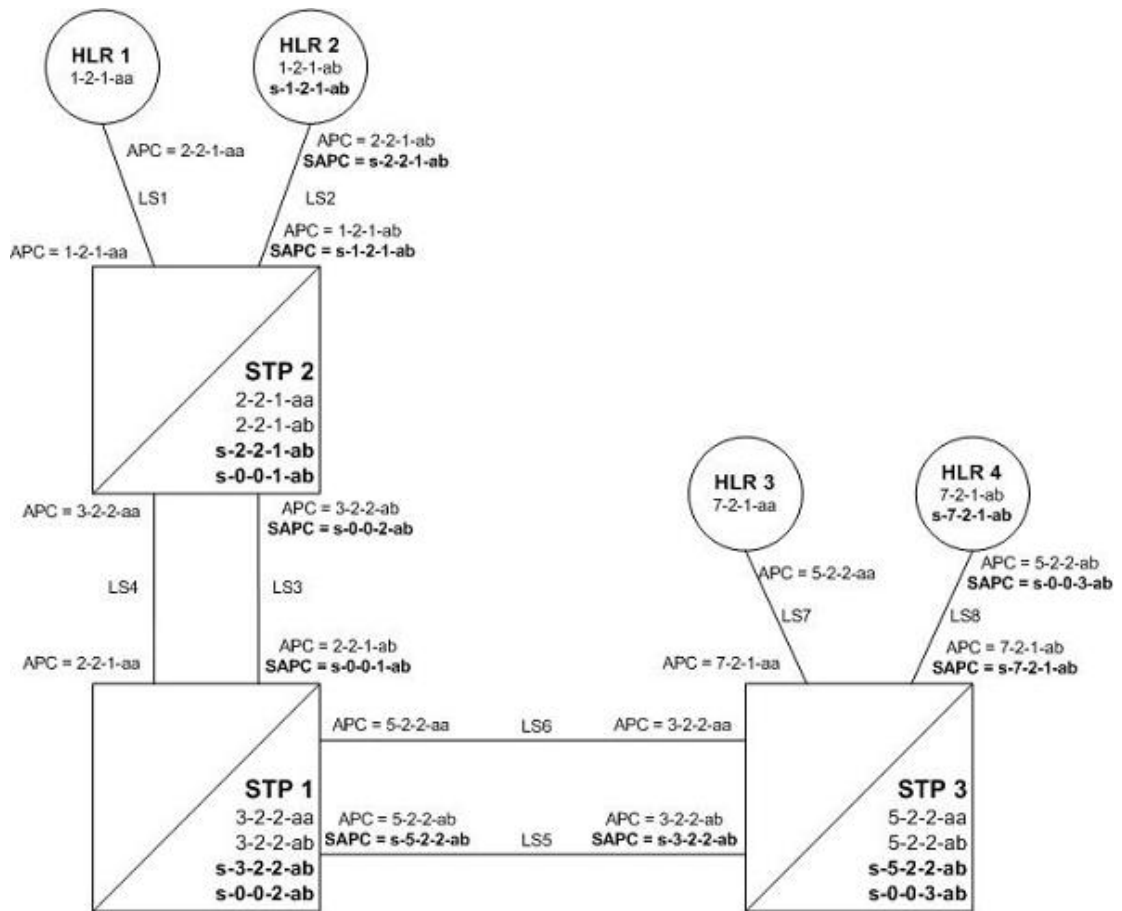 HLR 1
1-2-1-aa
HLR 2
1-2-1-ab
s-1-2-1-ab
APC = 2-2-1-aa
APC = 2-2-1-ab
SAPC = s-2-2-1-ab
LS1
LS2
APC = 1-2-1-aa
APC = 1-2-1-ab
SAPC = s-1-2-1-ab
STP 2
2-2-1-aa
2-2-1-ab
s-2-2-1-ab
s-0-0-1-ab
APC = 3-2-2-aa
APC = 3-2-2-ab
SAPC = s-0-0-2-ab
LS4
LS3
APC = 2-2-1-aa
APC = 2-2-1-ab
SAPC = s-0-0-1-ab
HLR 3
7-2-1-aa
HLR 4
7-2-1-ab
s-7-2-1-ab
APC = 5-2-2-aa
APC = 5-2-2-ab
SAPC = s-0-0-3-ab
LS7
LS8
APC = 7-2-1-aa
APC = 7-2-1-ab
SAPC = s-7-2-1-ab
STP 1
3-2-2-aa
3-2-2-ab
s-3-2-2-ab
s-0-0-2-ab
APC = 5-2-2-aa
LS6
APC = 3-2-2-aa
APC = 5-2-2-ab
SAPC = s-5-2-2-ab
LS5
APC = 3-2-2-ab
SAPC = s-3-2-2-ab
STP 3
5-2-2-aa
5-2-2-ab
s-5-2-2-ab
s-0-0-3-ab